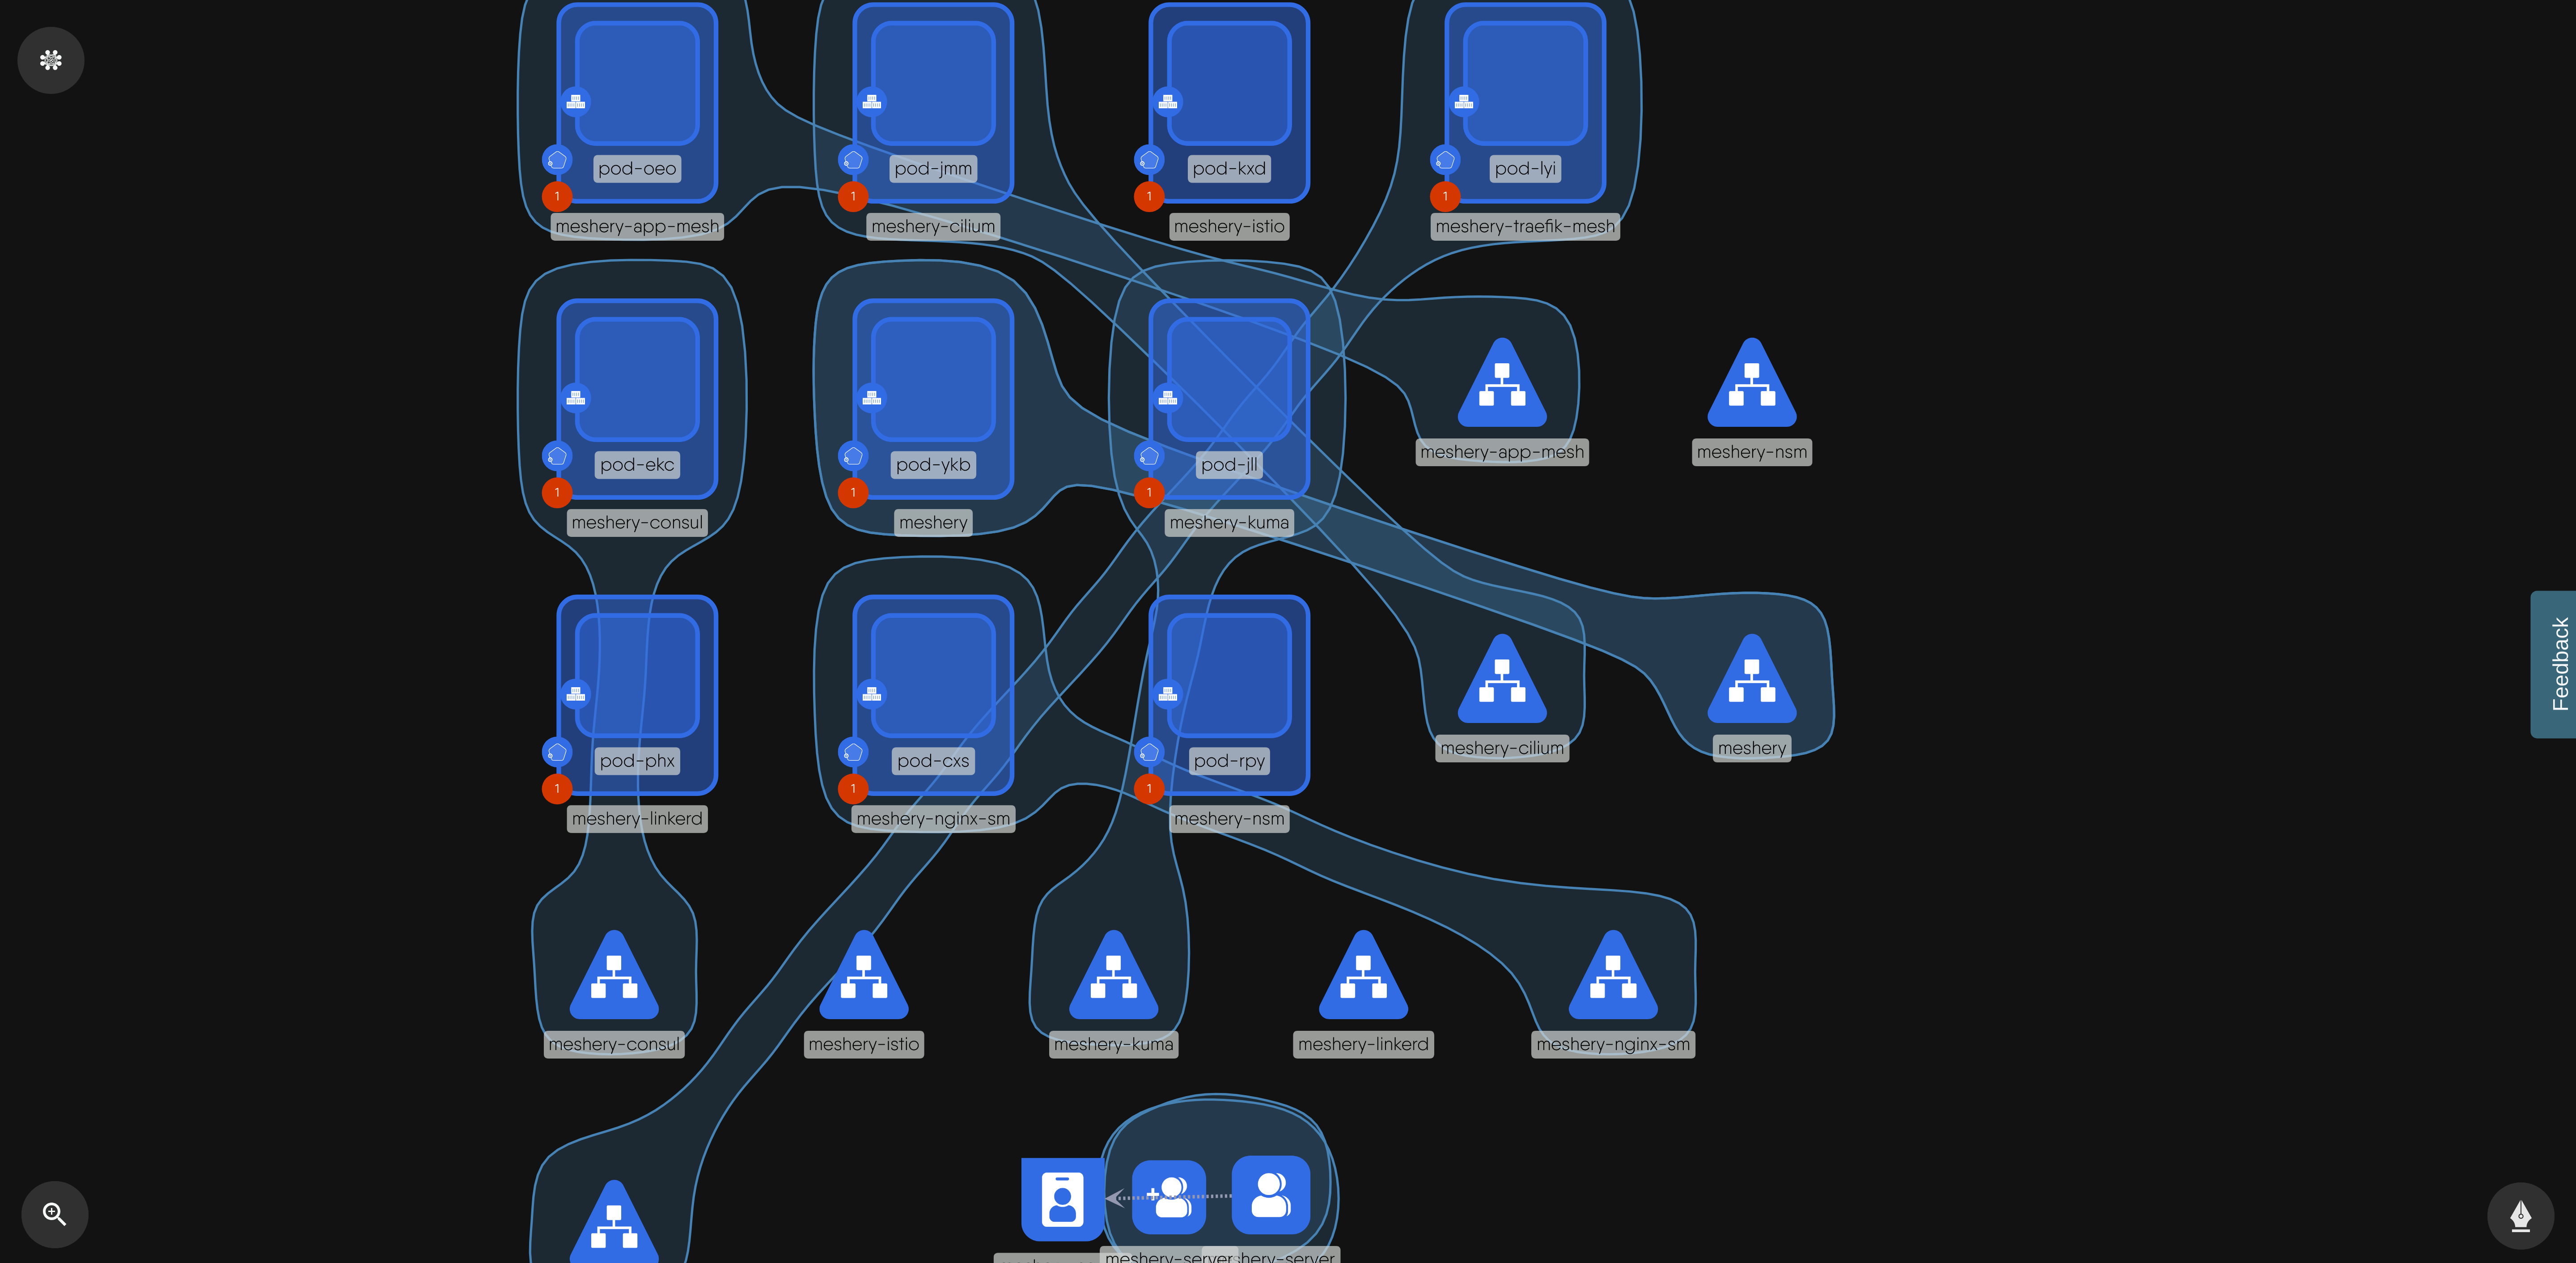 pod-oeo
pod-jmm
pod-kxd
pod-lyi
1
1
1
1
meshery-app-mesh
meshery-cilium
meshery-istio
meshery-traefik-mesh
pod-ekc
pod-ykb
pod-jll
meshery-app-mesh
meshery-nsm
1
1
1
meshery-consul
meshery
meshery-kuma
Feedback
pod-phx
pod-cxs
pod-rpy
meshery-cilium
meshery
1
1
1
meshery-linkerd
meshery-nginx-sm
meshery-nsm
meshery-consul
meshery-istio
meshery-kuma
meshery-linkerd
meshery-nginx-sm
meshery-server